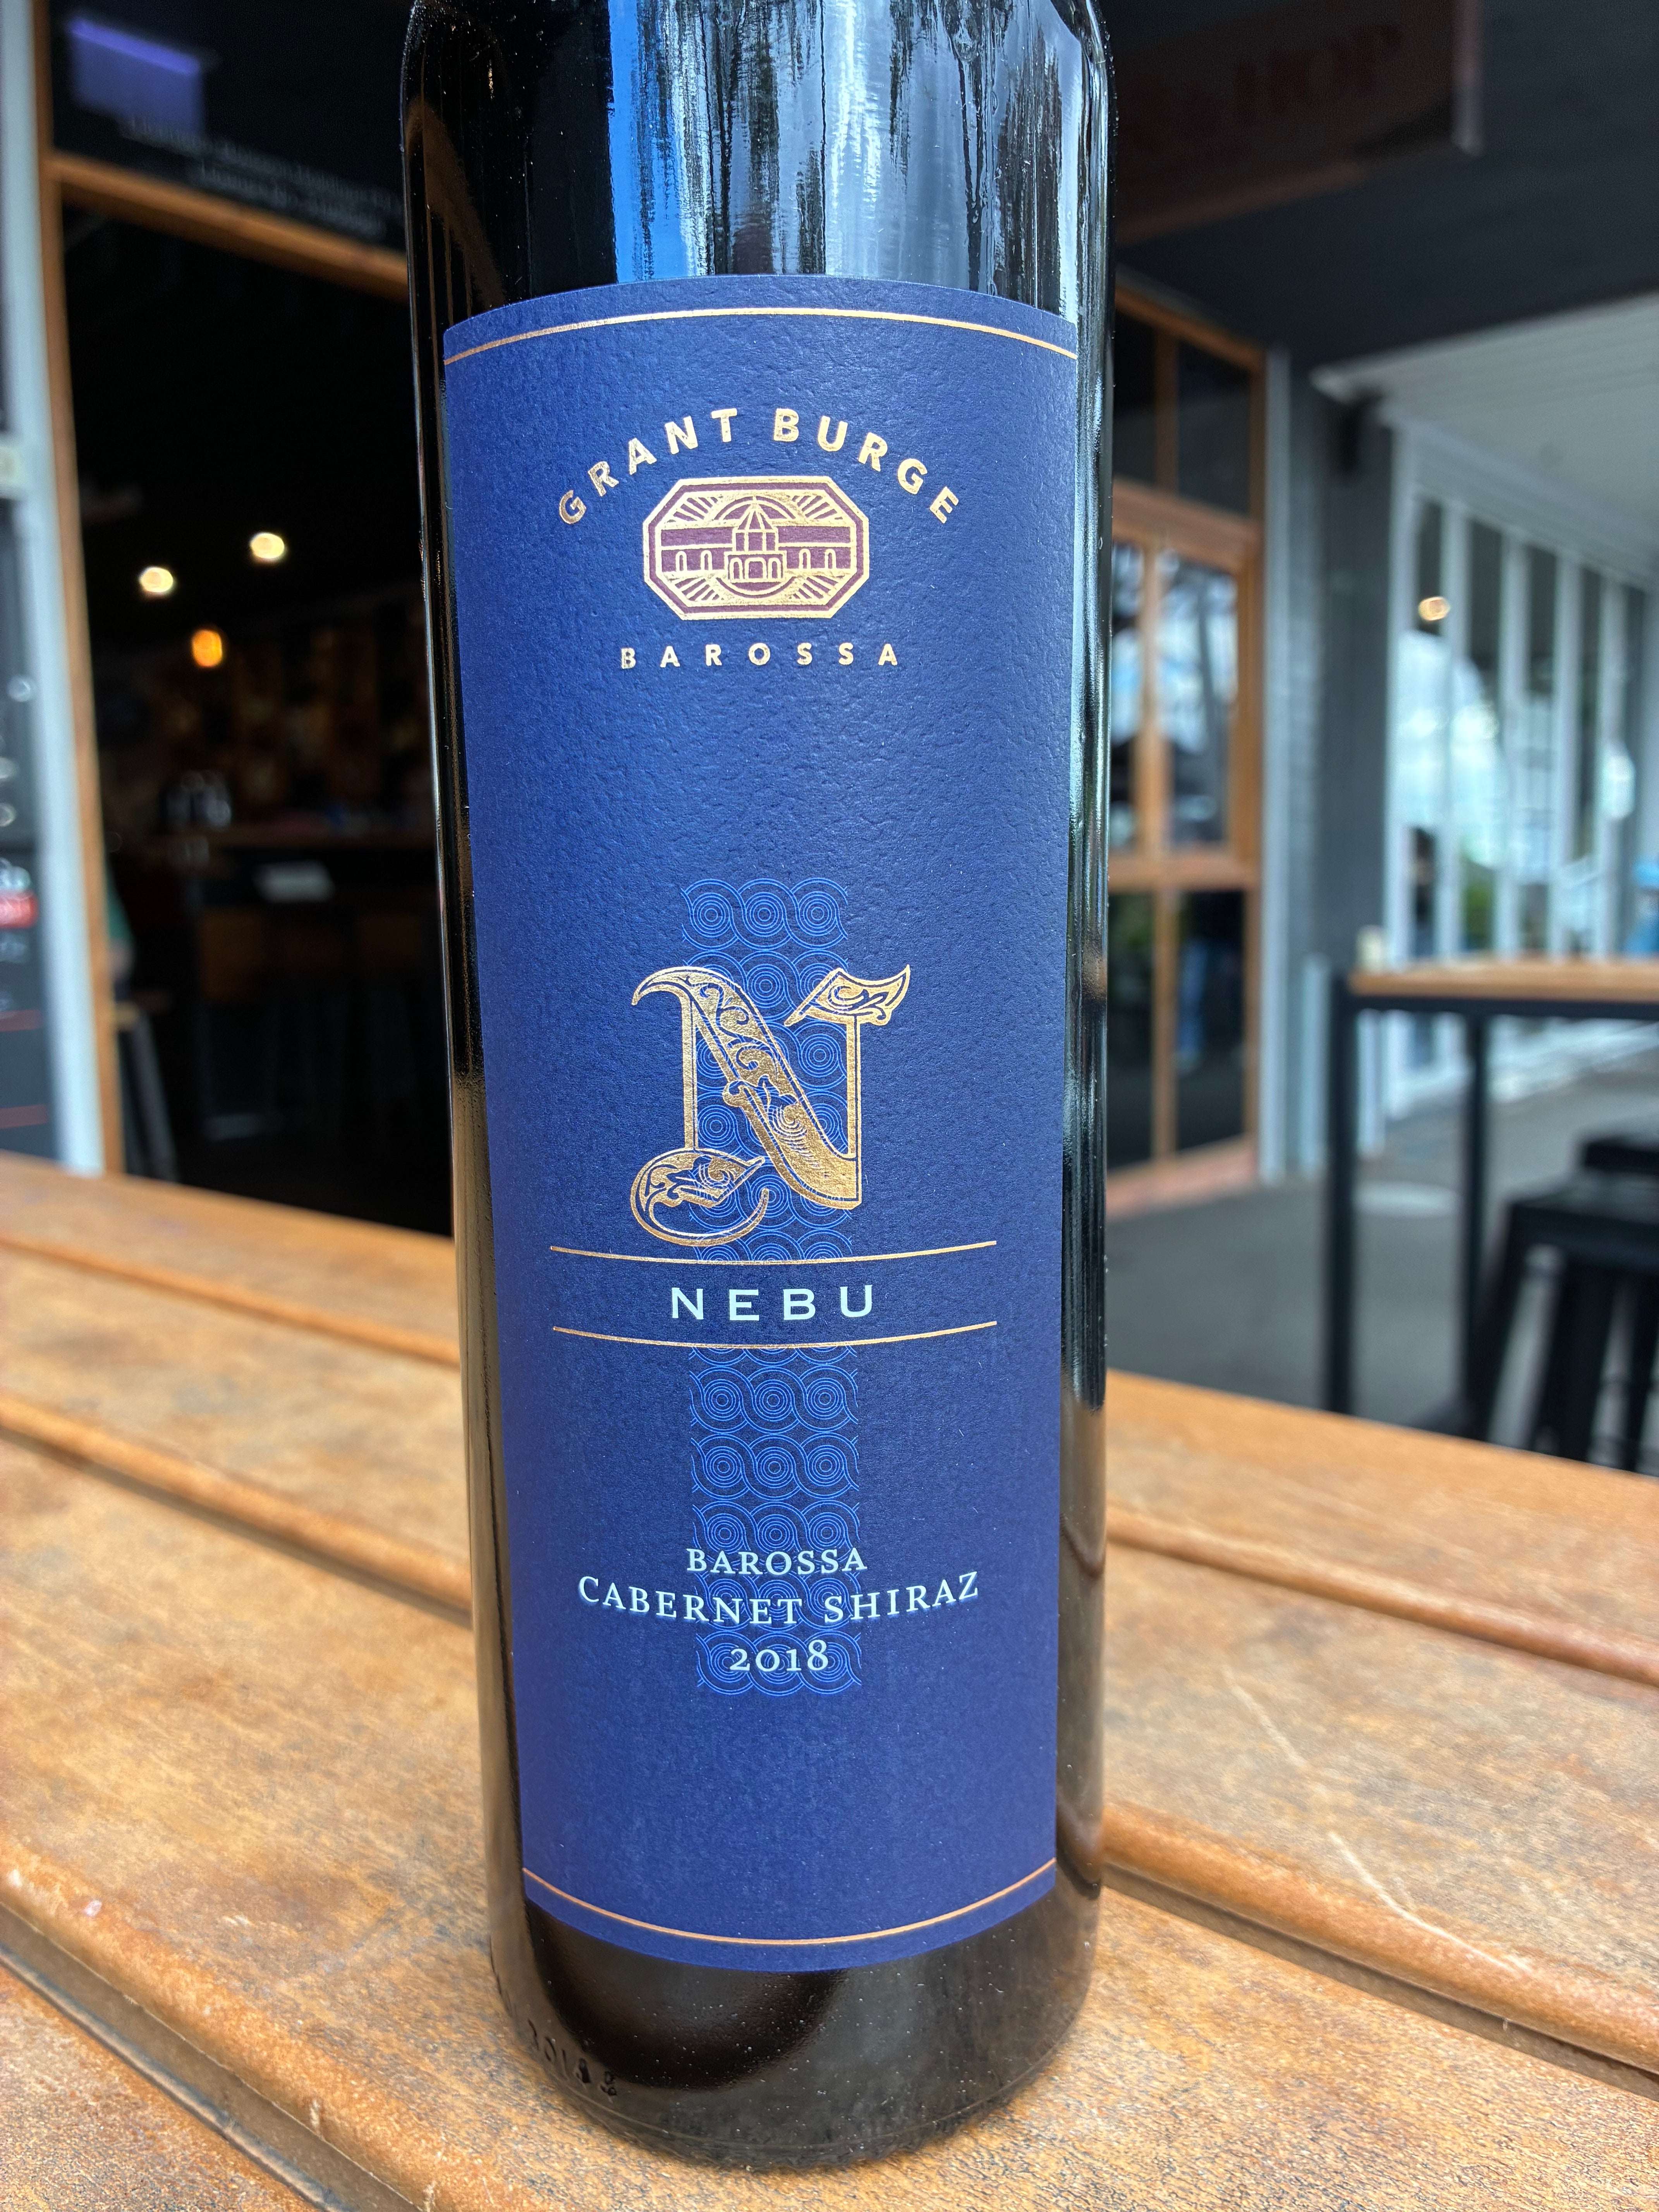 GRANT BURGE
BAROSSA
N
NEBU
BAROSSA
CABERNET SHIRAZ
2018